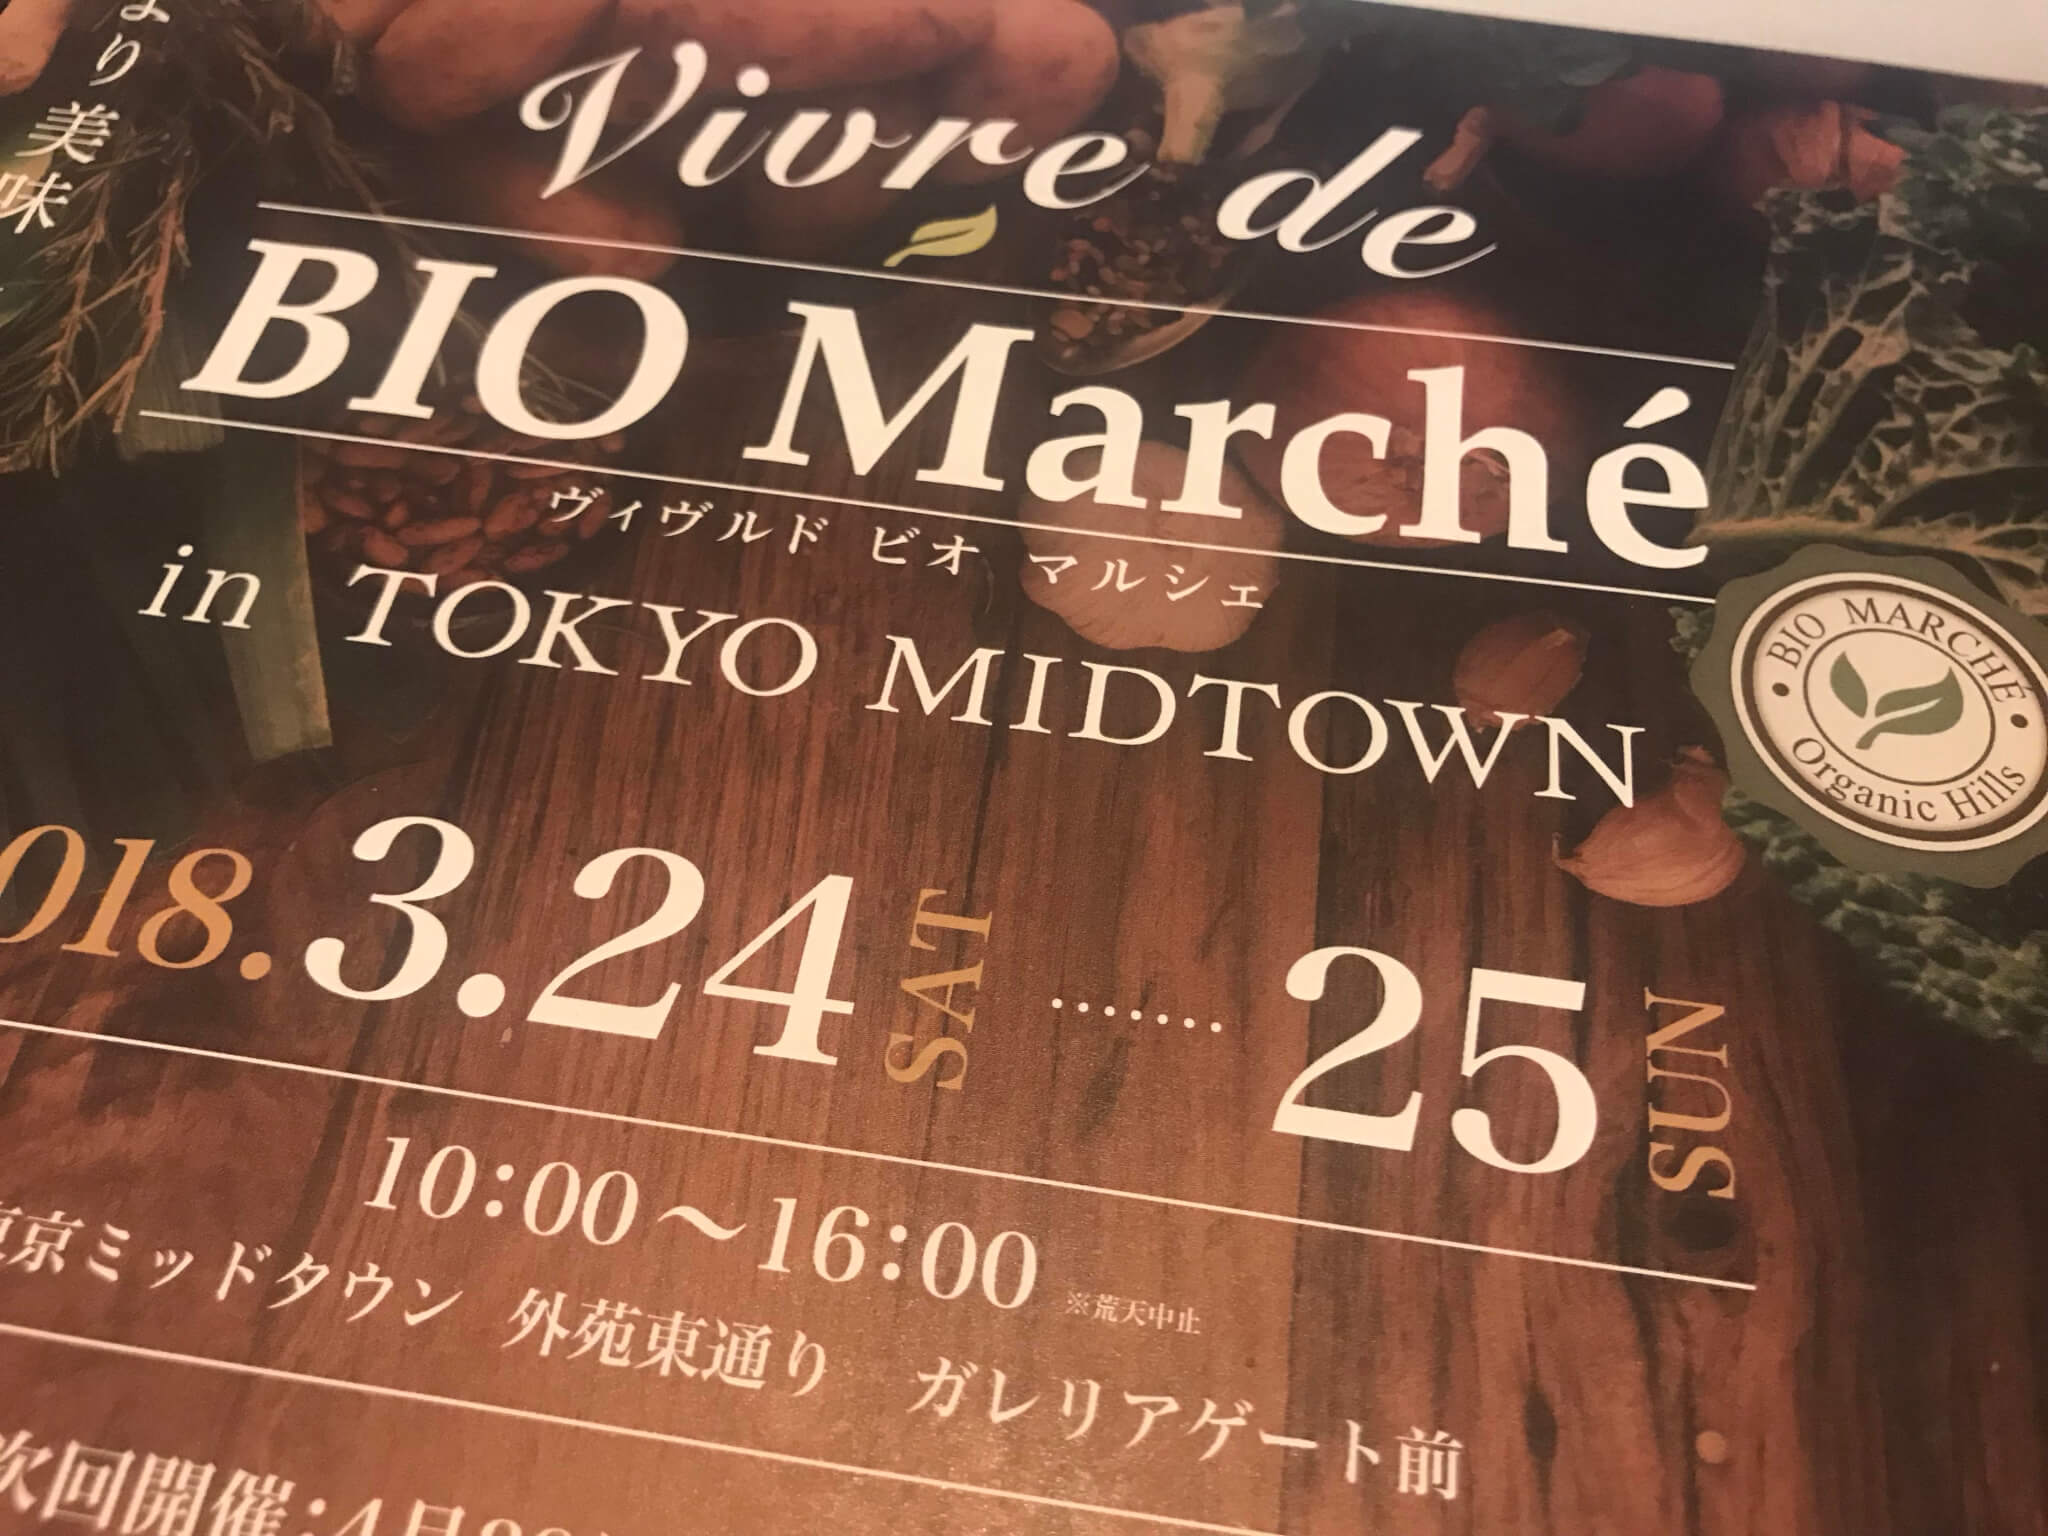 より美味
Vivre de
BIO Marché
ヴィヴルド ビオ マルシェ
in TOKYO MIDTOWN
BIO MARCHÉ
Organic Hills
018. 3.24 SAT ....... 25 SUN
10:00～16:00 ※荒天中止
東京ミッドタウン 外苑東通り ガレリアゲート前
次回開催:4月